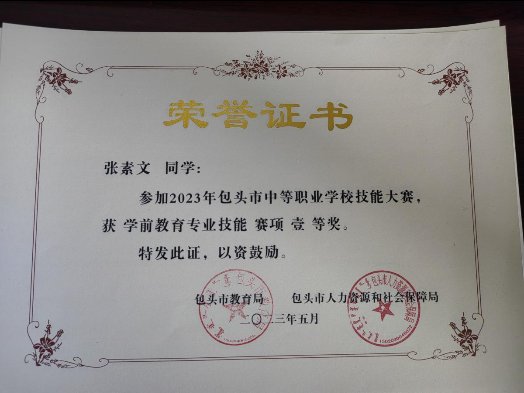 荣誉证书
张素文 同学：
参加2023年包头市中等职业学校技能大赛，
获 学前教育专业技能 赛项 壹 等奖。
特发此证，以资鼓励。
包头市教育局 包头市人力资源和社会保障局
二〇二三年五月